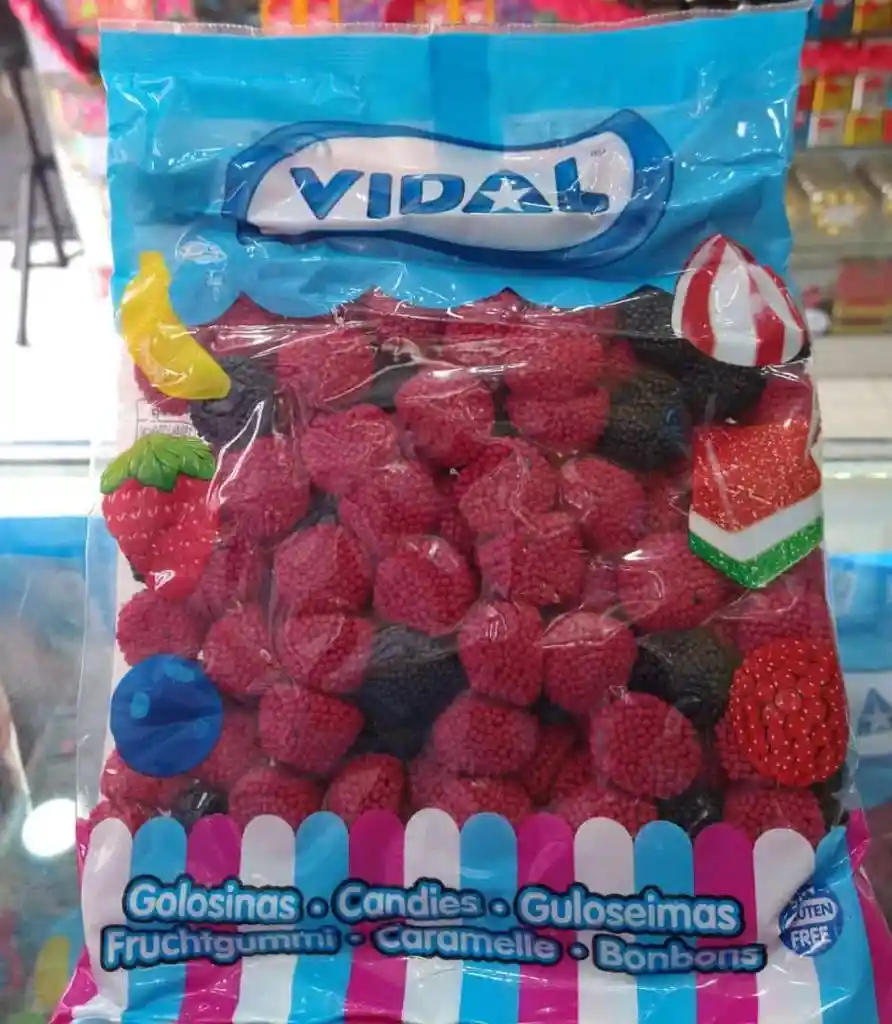 VIDAL
Golosinas • Candies • Guloseimas
Fruchtgummi • Caramelle • Bonbons
GLUTEN
FREE